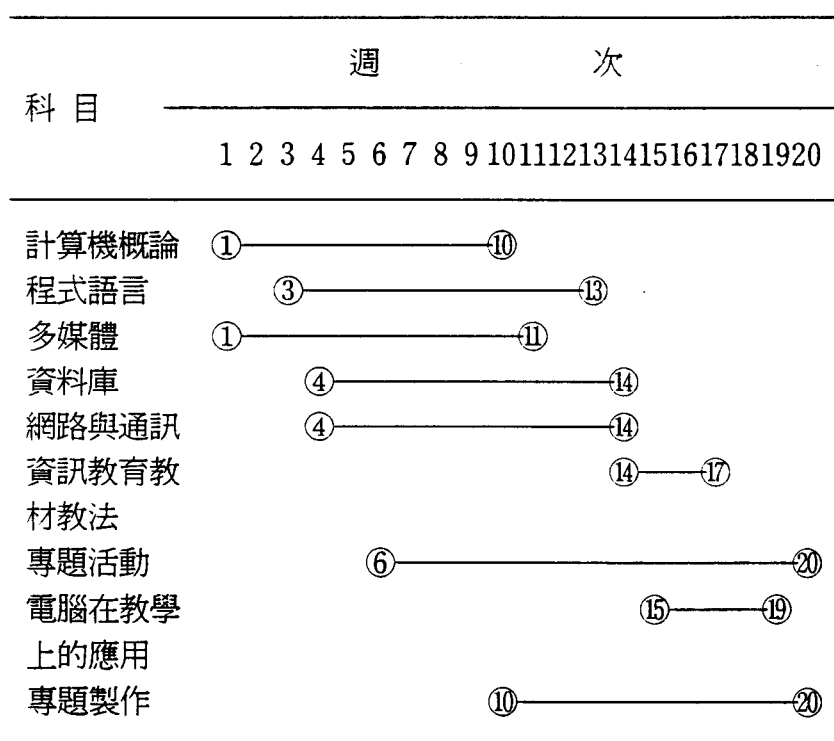 週 次
科 目
1 2 3 4 5 6 7 8 9 10 11 12 13 14 15 16 17 18 19 20
計算機概論 ① ⑩
程式語言 ③ ⑬
多媒體 ① ⑪
資料庫 ④ ⑭
網路與通訊 ④ ⑭
資訊教育教 ⑭ ⑰
材教法
專題活動 ⑥ ⑳
電腦在教學 ⑮ ⑲
上的應用
專題製作 ⑩ ⑳